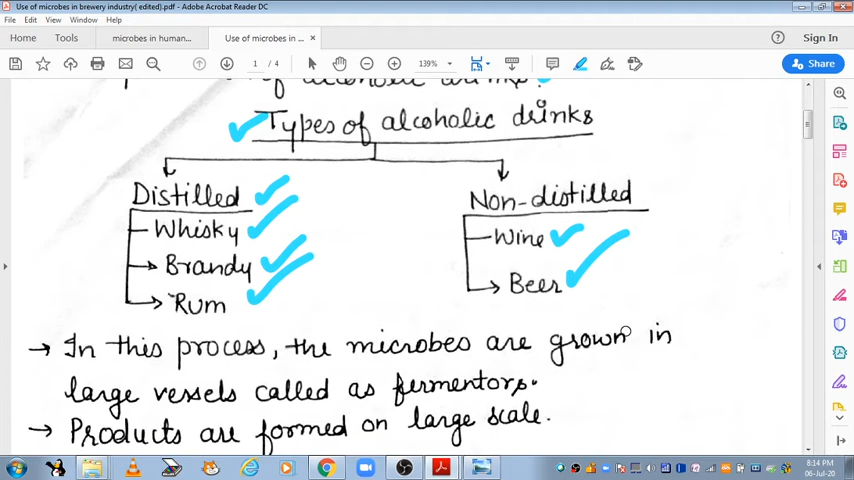 Use of microbes in brewery industry( edited).pdf - Adobe Acrobat Reader DC
File Edit View Window Help
Home Tools microbes in human... Use of microbes in ... × Sign In
1 / 4 139% Share
of alcoholic drinks.
Types of alcoholic drinks
Distilled Non-distilled
Whisky Wine
Brandy Beer
Rum
→ In this process, the microbes are grown in
large vessels called as fermentors.
→ Products are formed on large scale.
8:14 PM
06-Jul-20